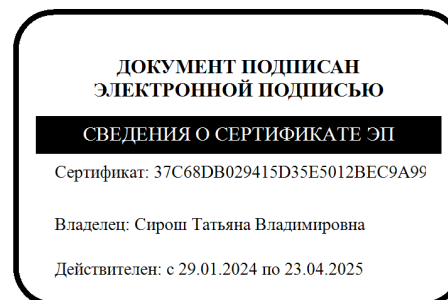 ДОКУМЕНТ ПОДПИСАН
ЭЛЕКТРОННОЙ ПОДПИСЬЮ
СВЕДЕНИЯ О СЕРТИФИКАТЕ ЭП
Сертификат: 37C68DB029415D35E5012BEC9A99
Владелец: Сирош Татьяна Владимировна
Действителен: с 29.01.2024 по 23.04.2025